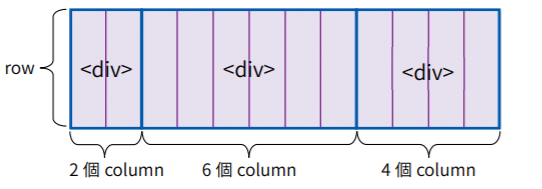 row
<div>
<div>
<div>
2 個 column
6 個 column
4 個 column